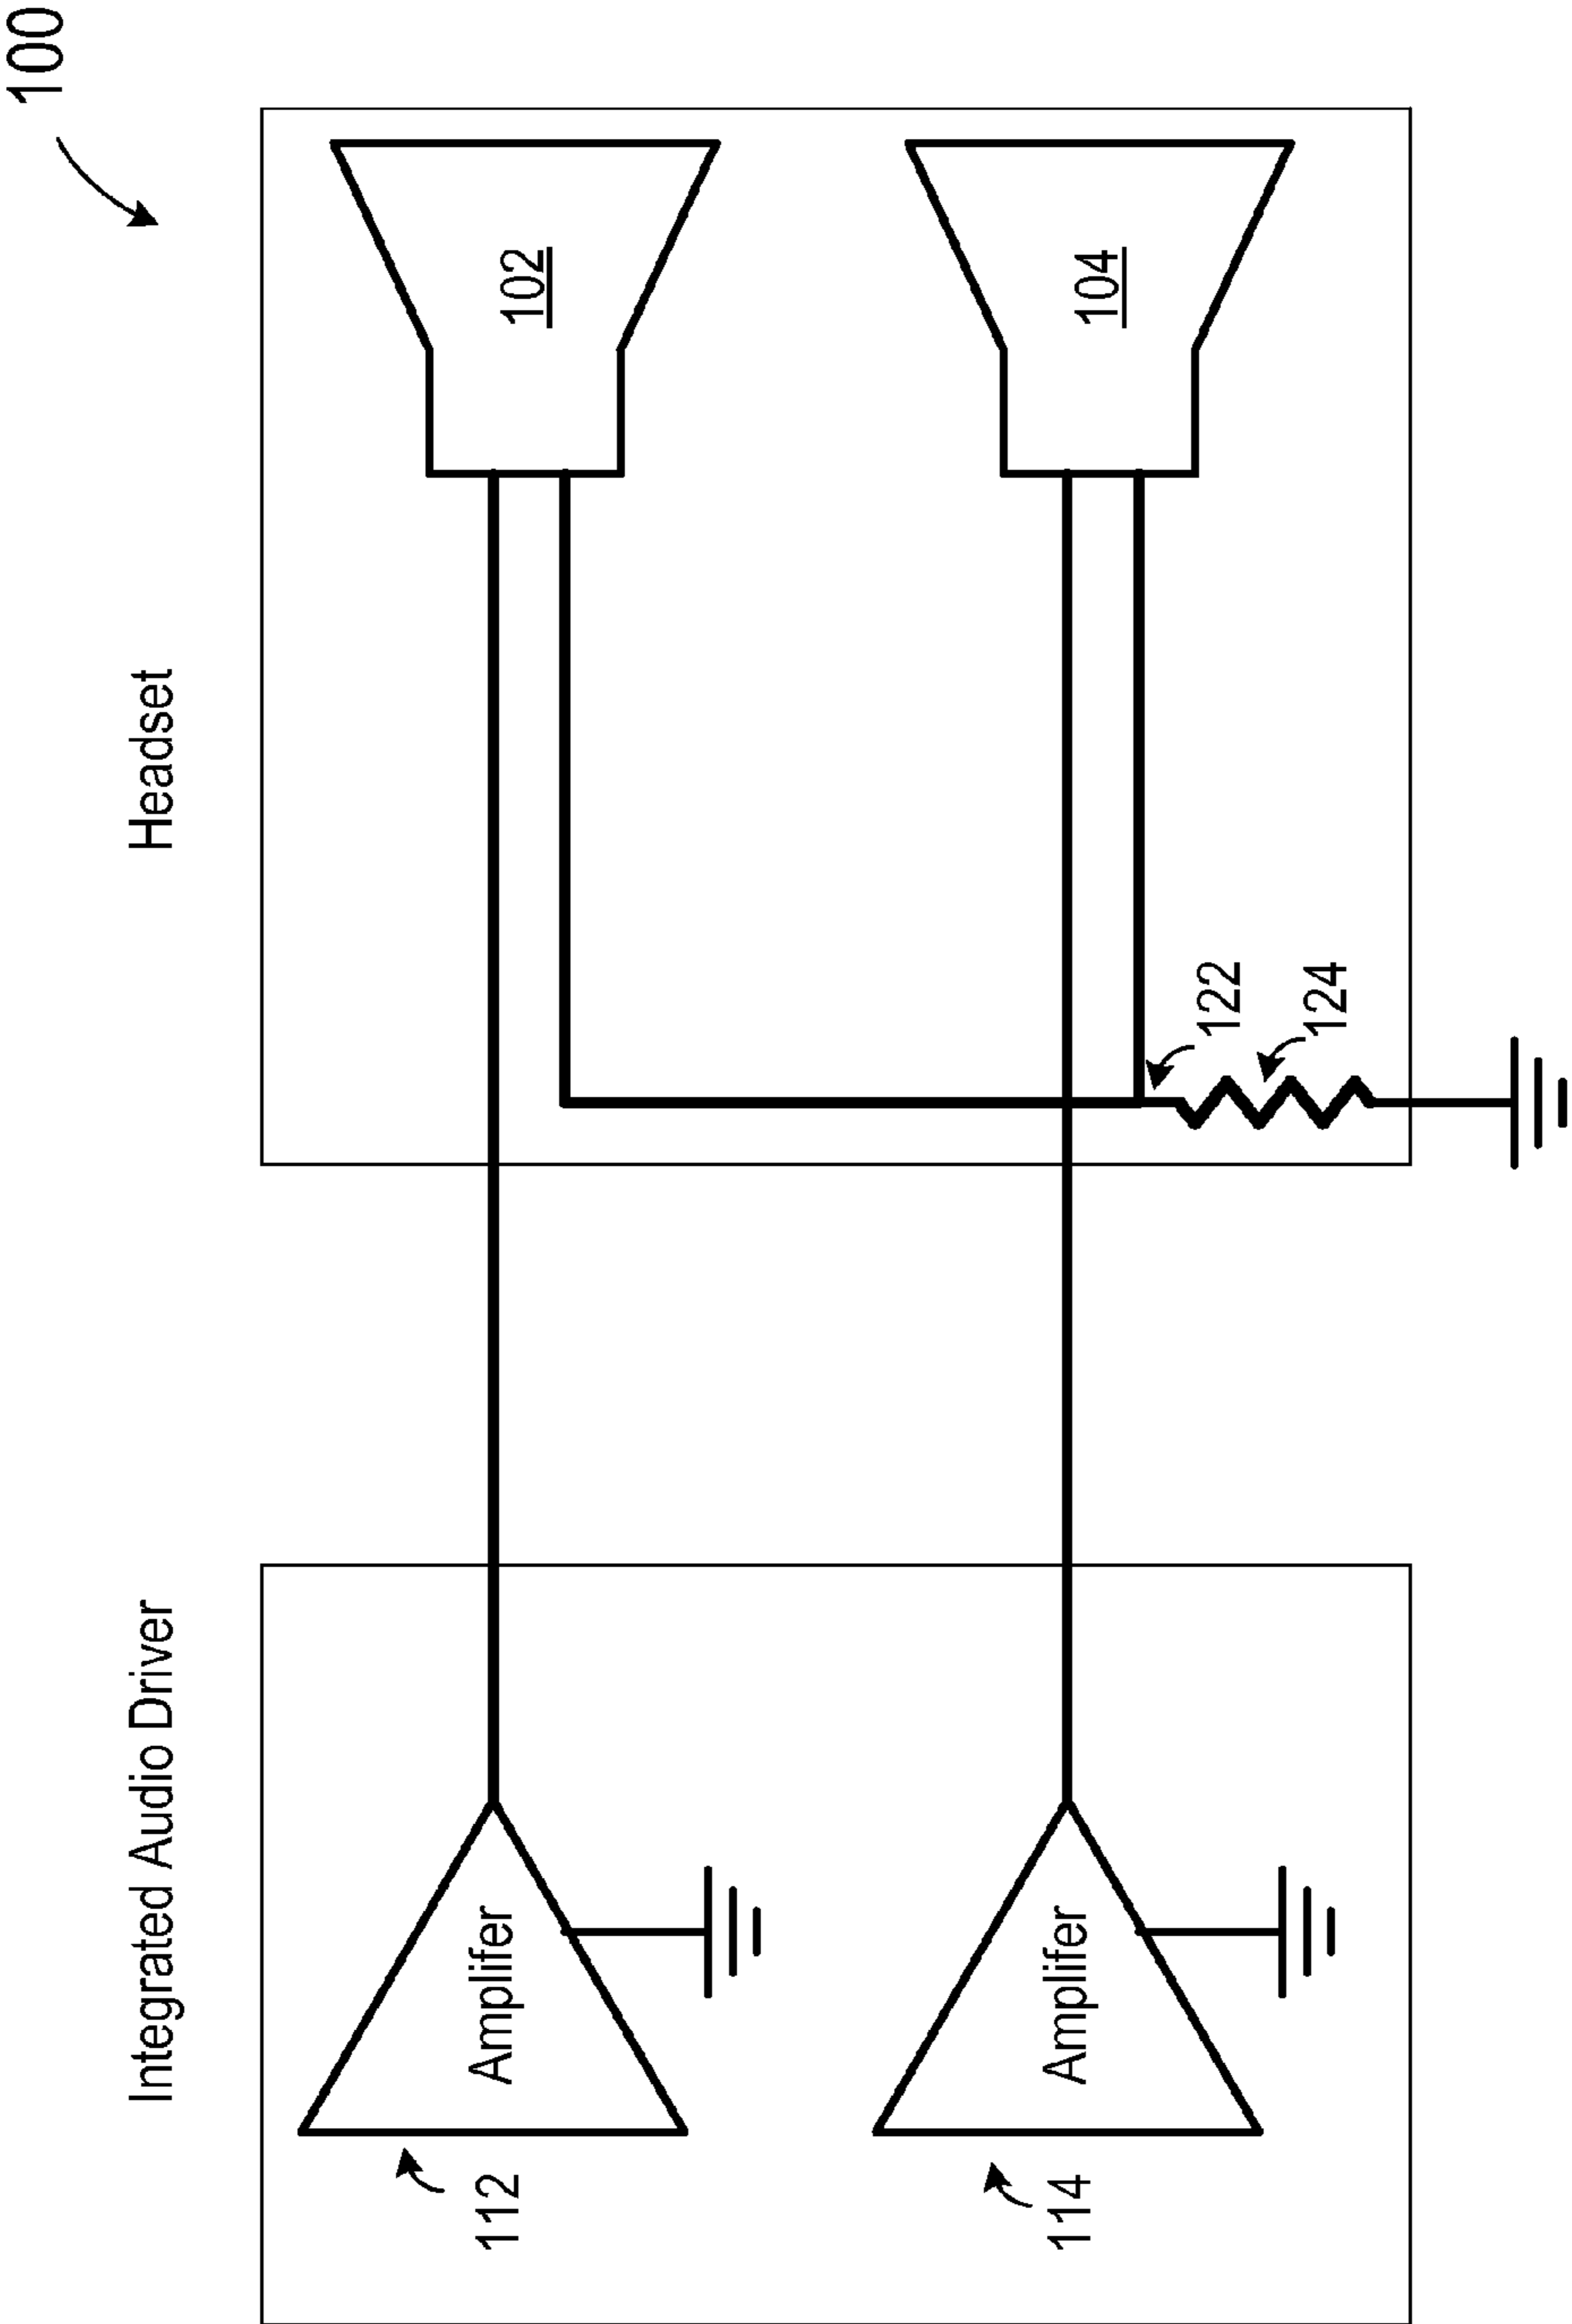 100
Integrated Audio Driver
Headset
112
Amplifer
102
114
Amplifer
104
122
124